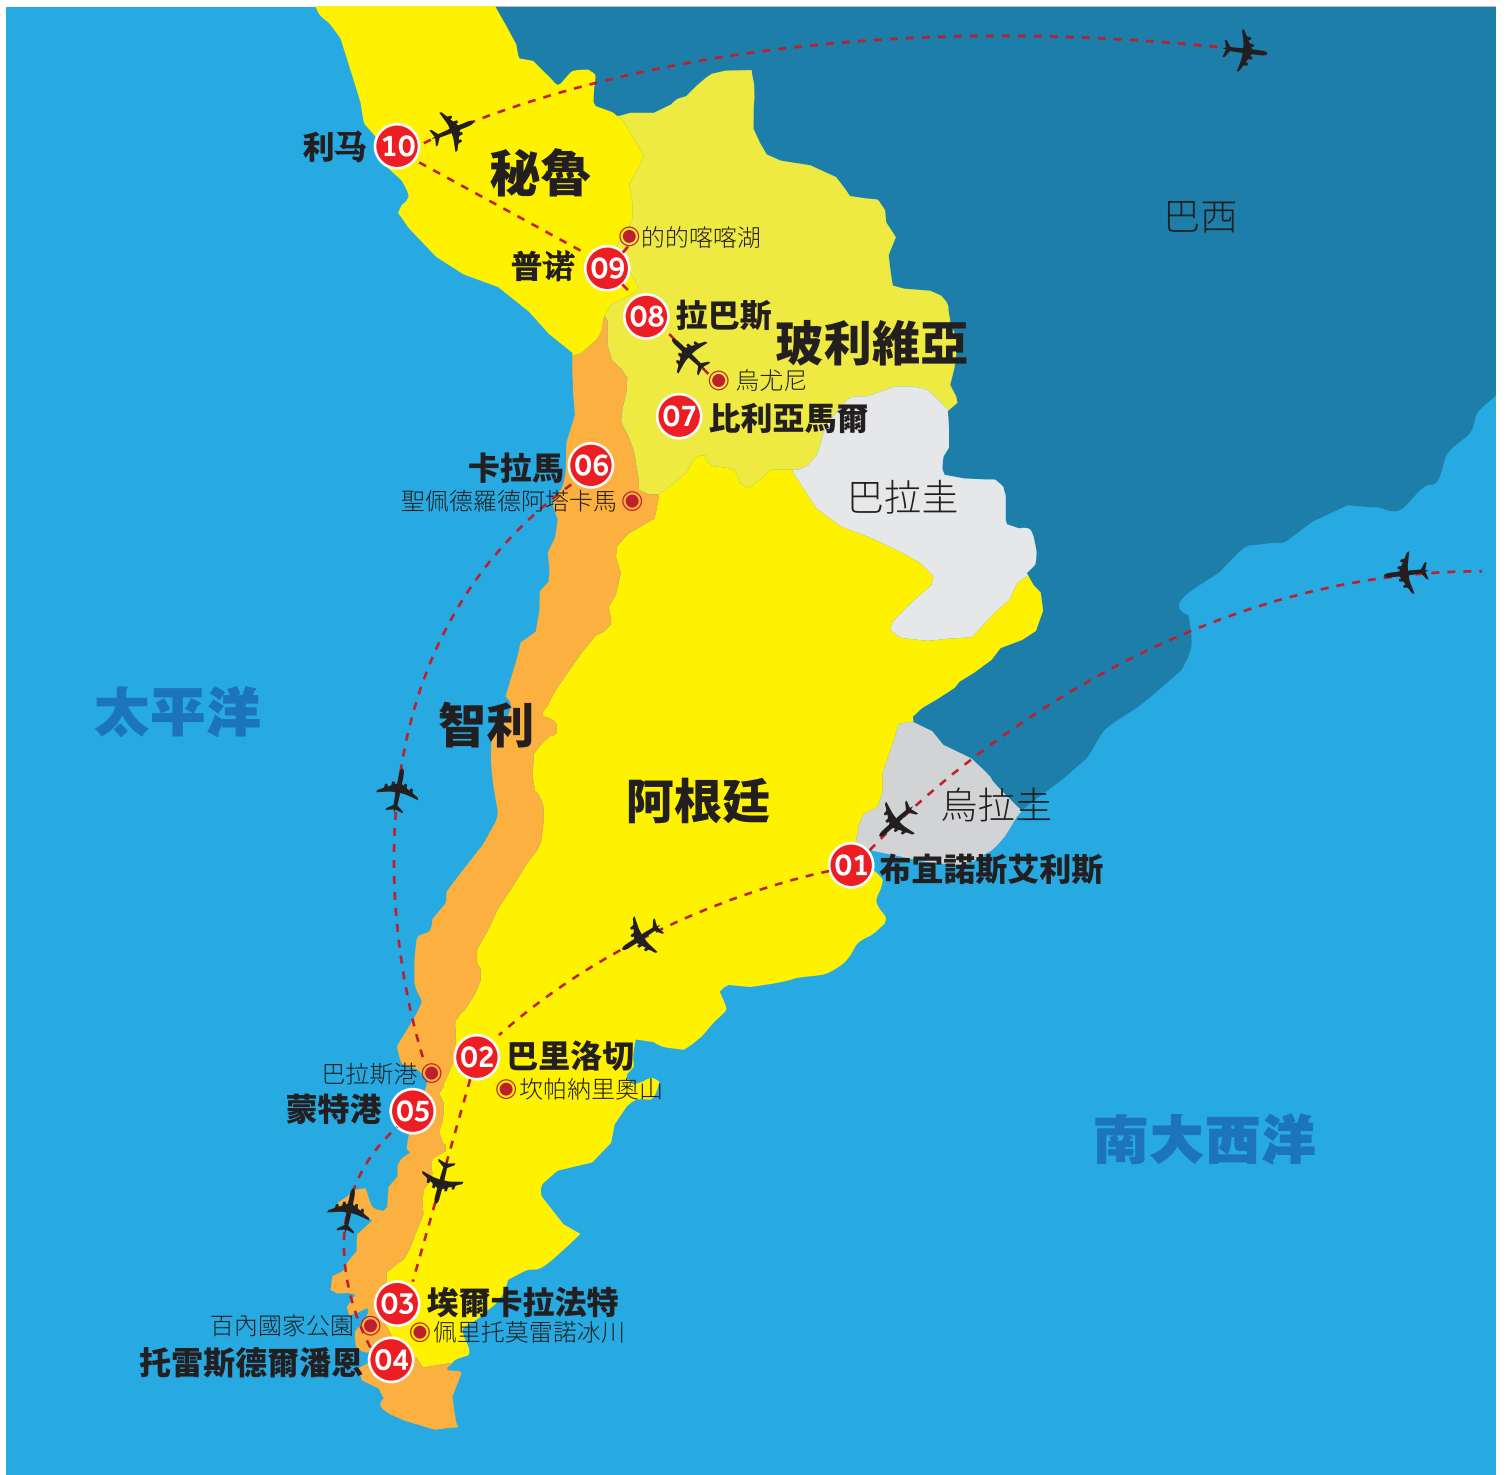 利马
10
秘魯
巴西
的的喀喀湖
普诺
09
08
拉巴斯
玻利維亞
烏尤尼
07
比利亞馬爾
卡拉馬
06
聖佩德羅德阿塔卡馬
巴拉圭
太平洋
智利
阿根廷
烏拉圭
01
布宜諾斯艾利斯
02
巴里洛切
巴拉斯港
坎帕納里奧山
蒙特港
05
南大西洋
03
埃爾卡拉法特
百內國家公園
佩里托莫雷諾冰川
托雷斯德爾潘恩
04